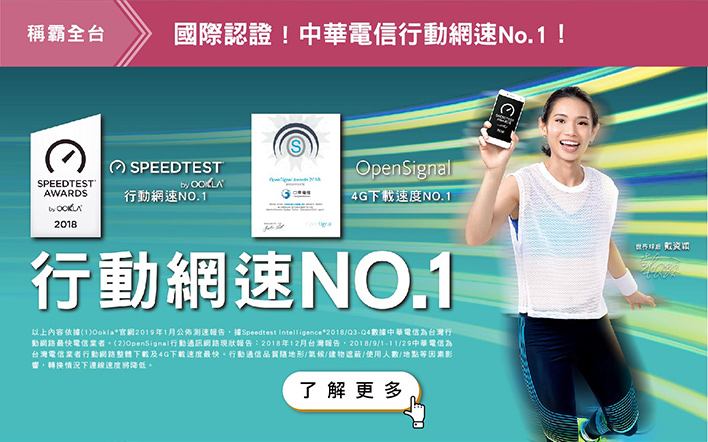 稱霸全台
國際認證！中華電信行動網速No.1！
SPEEDTEST
AWARDS
by OOKLA
2018
SPEEDTEST®
by OOKLA®
行動網速NO.1
OpenSignal Awards 2018
中華電信
OpenSignal
4G下載速度NO.1
SPEEDTEST
AWARDS
世界球后 戴資穎
行動網速NO.1
以上內容依據(1)Ookla®官網2019年1月公佈測速報告，據Speedtest Intelligence®2018/Q3-Q4數據中華電信為台灣行
動網路最快電信業者。(2)OpenSignal行動通訊網路現狀報告：2018年12月台灣報告，2018/9/1-11/29中華電信為
台灣電信業者行動網路整體下載及4G下載速度最快。行動通信品質隨地形/氣候/建物遮蔽/使用人數/地點等因素影
響，轉換情況下連線速度將降低。
了解更多